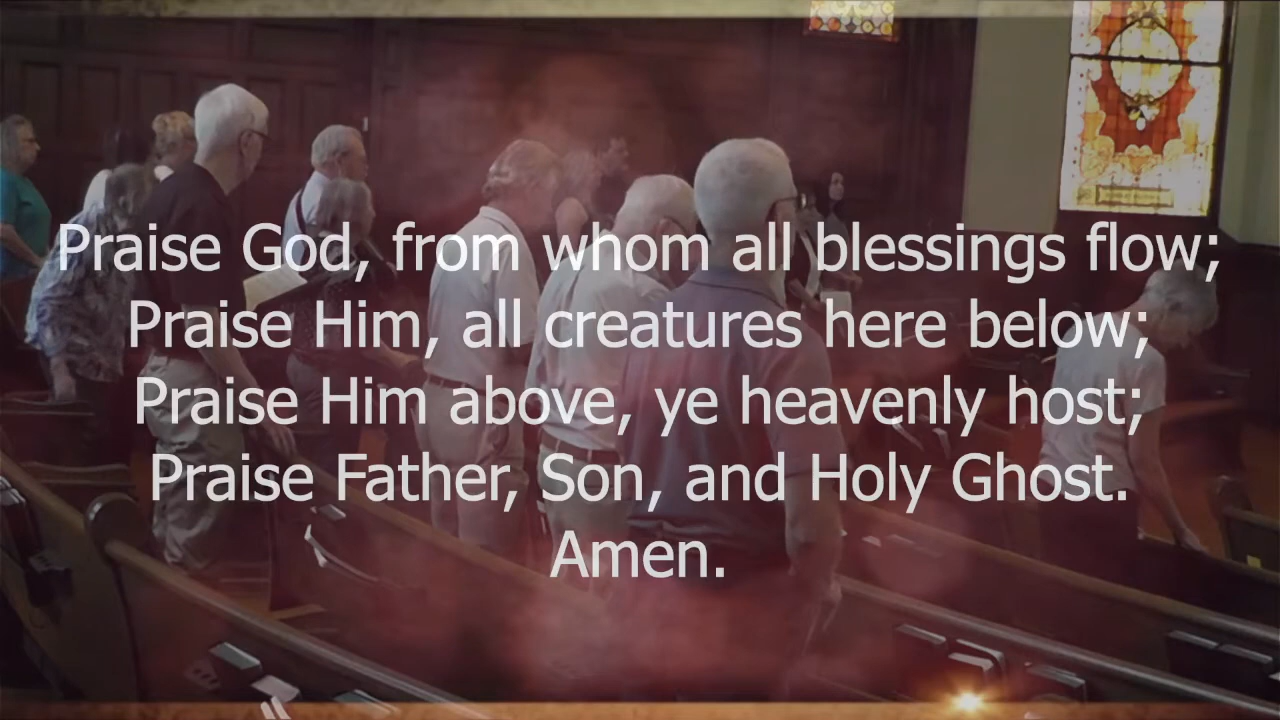 Praise God, from whom all blessings flow;
Praise Him, all creatures here below;
Praise Him above, ye heavenly host;
Praise Father, Son, and Holy Ghost.
Amen.